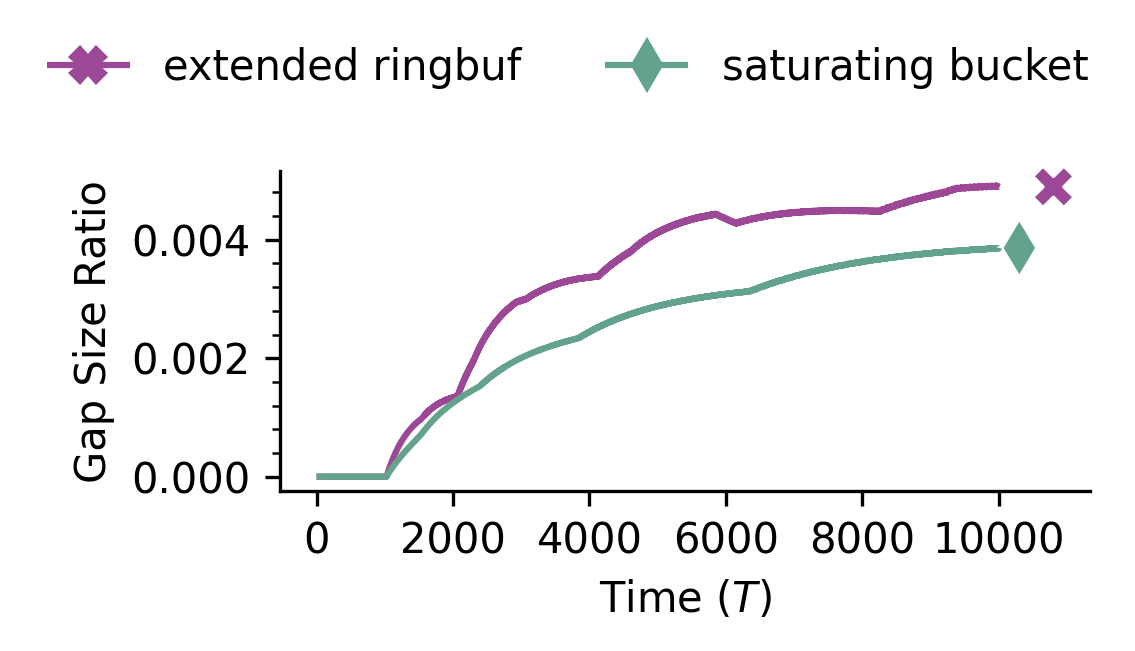 extended ringbuf
saturating bucket
Gap Size Ratio
0.004
0.002
0.000
0 2000 4000 6000 8000 10000
Time (T)